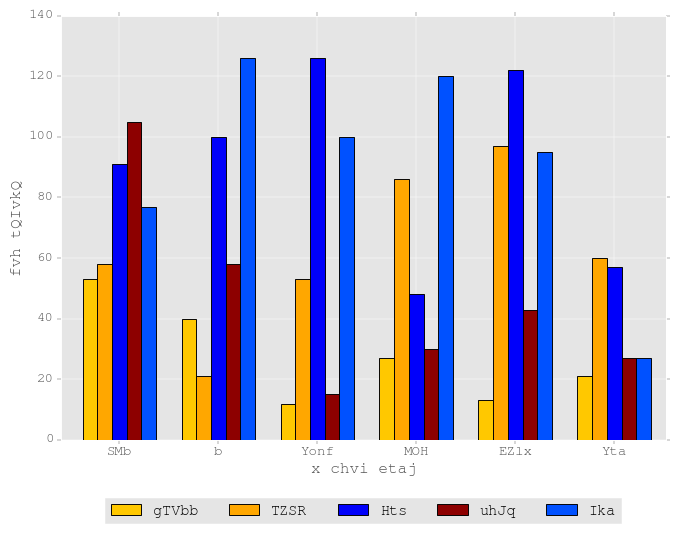 140
120
100
80
60
40
20
0
fvh tQIvkQ
SMb b Yonf MOH EZlx Yta
x chvi etaj
gTVbb TZSR Hts uhJq Ika